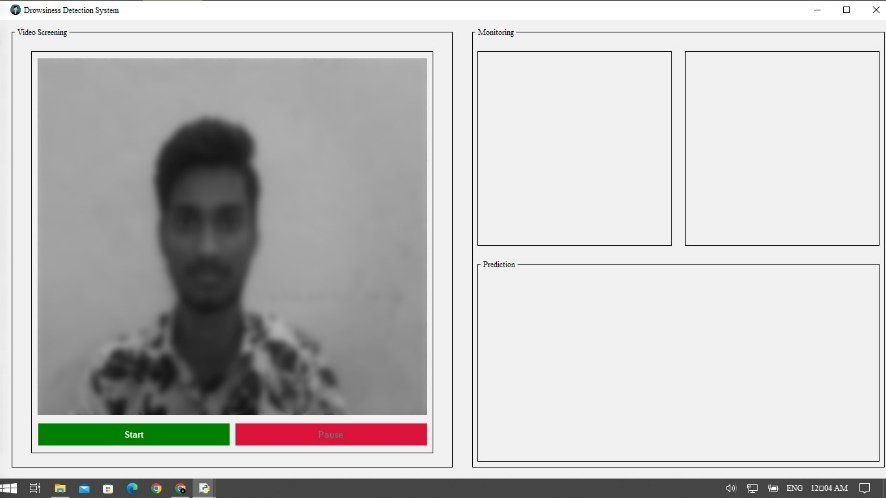 Drowsiness Detection System
Video Screening
Monitoring
Prediction
Start
Pause
ENG
12□04 AM